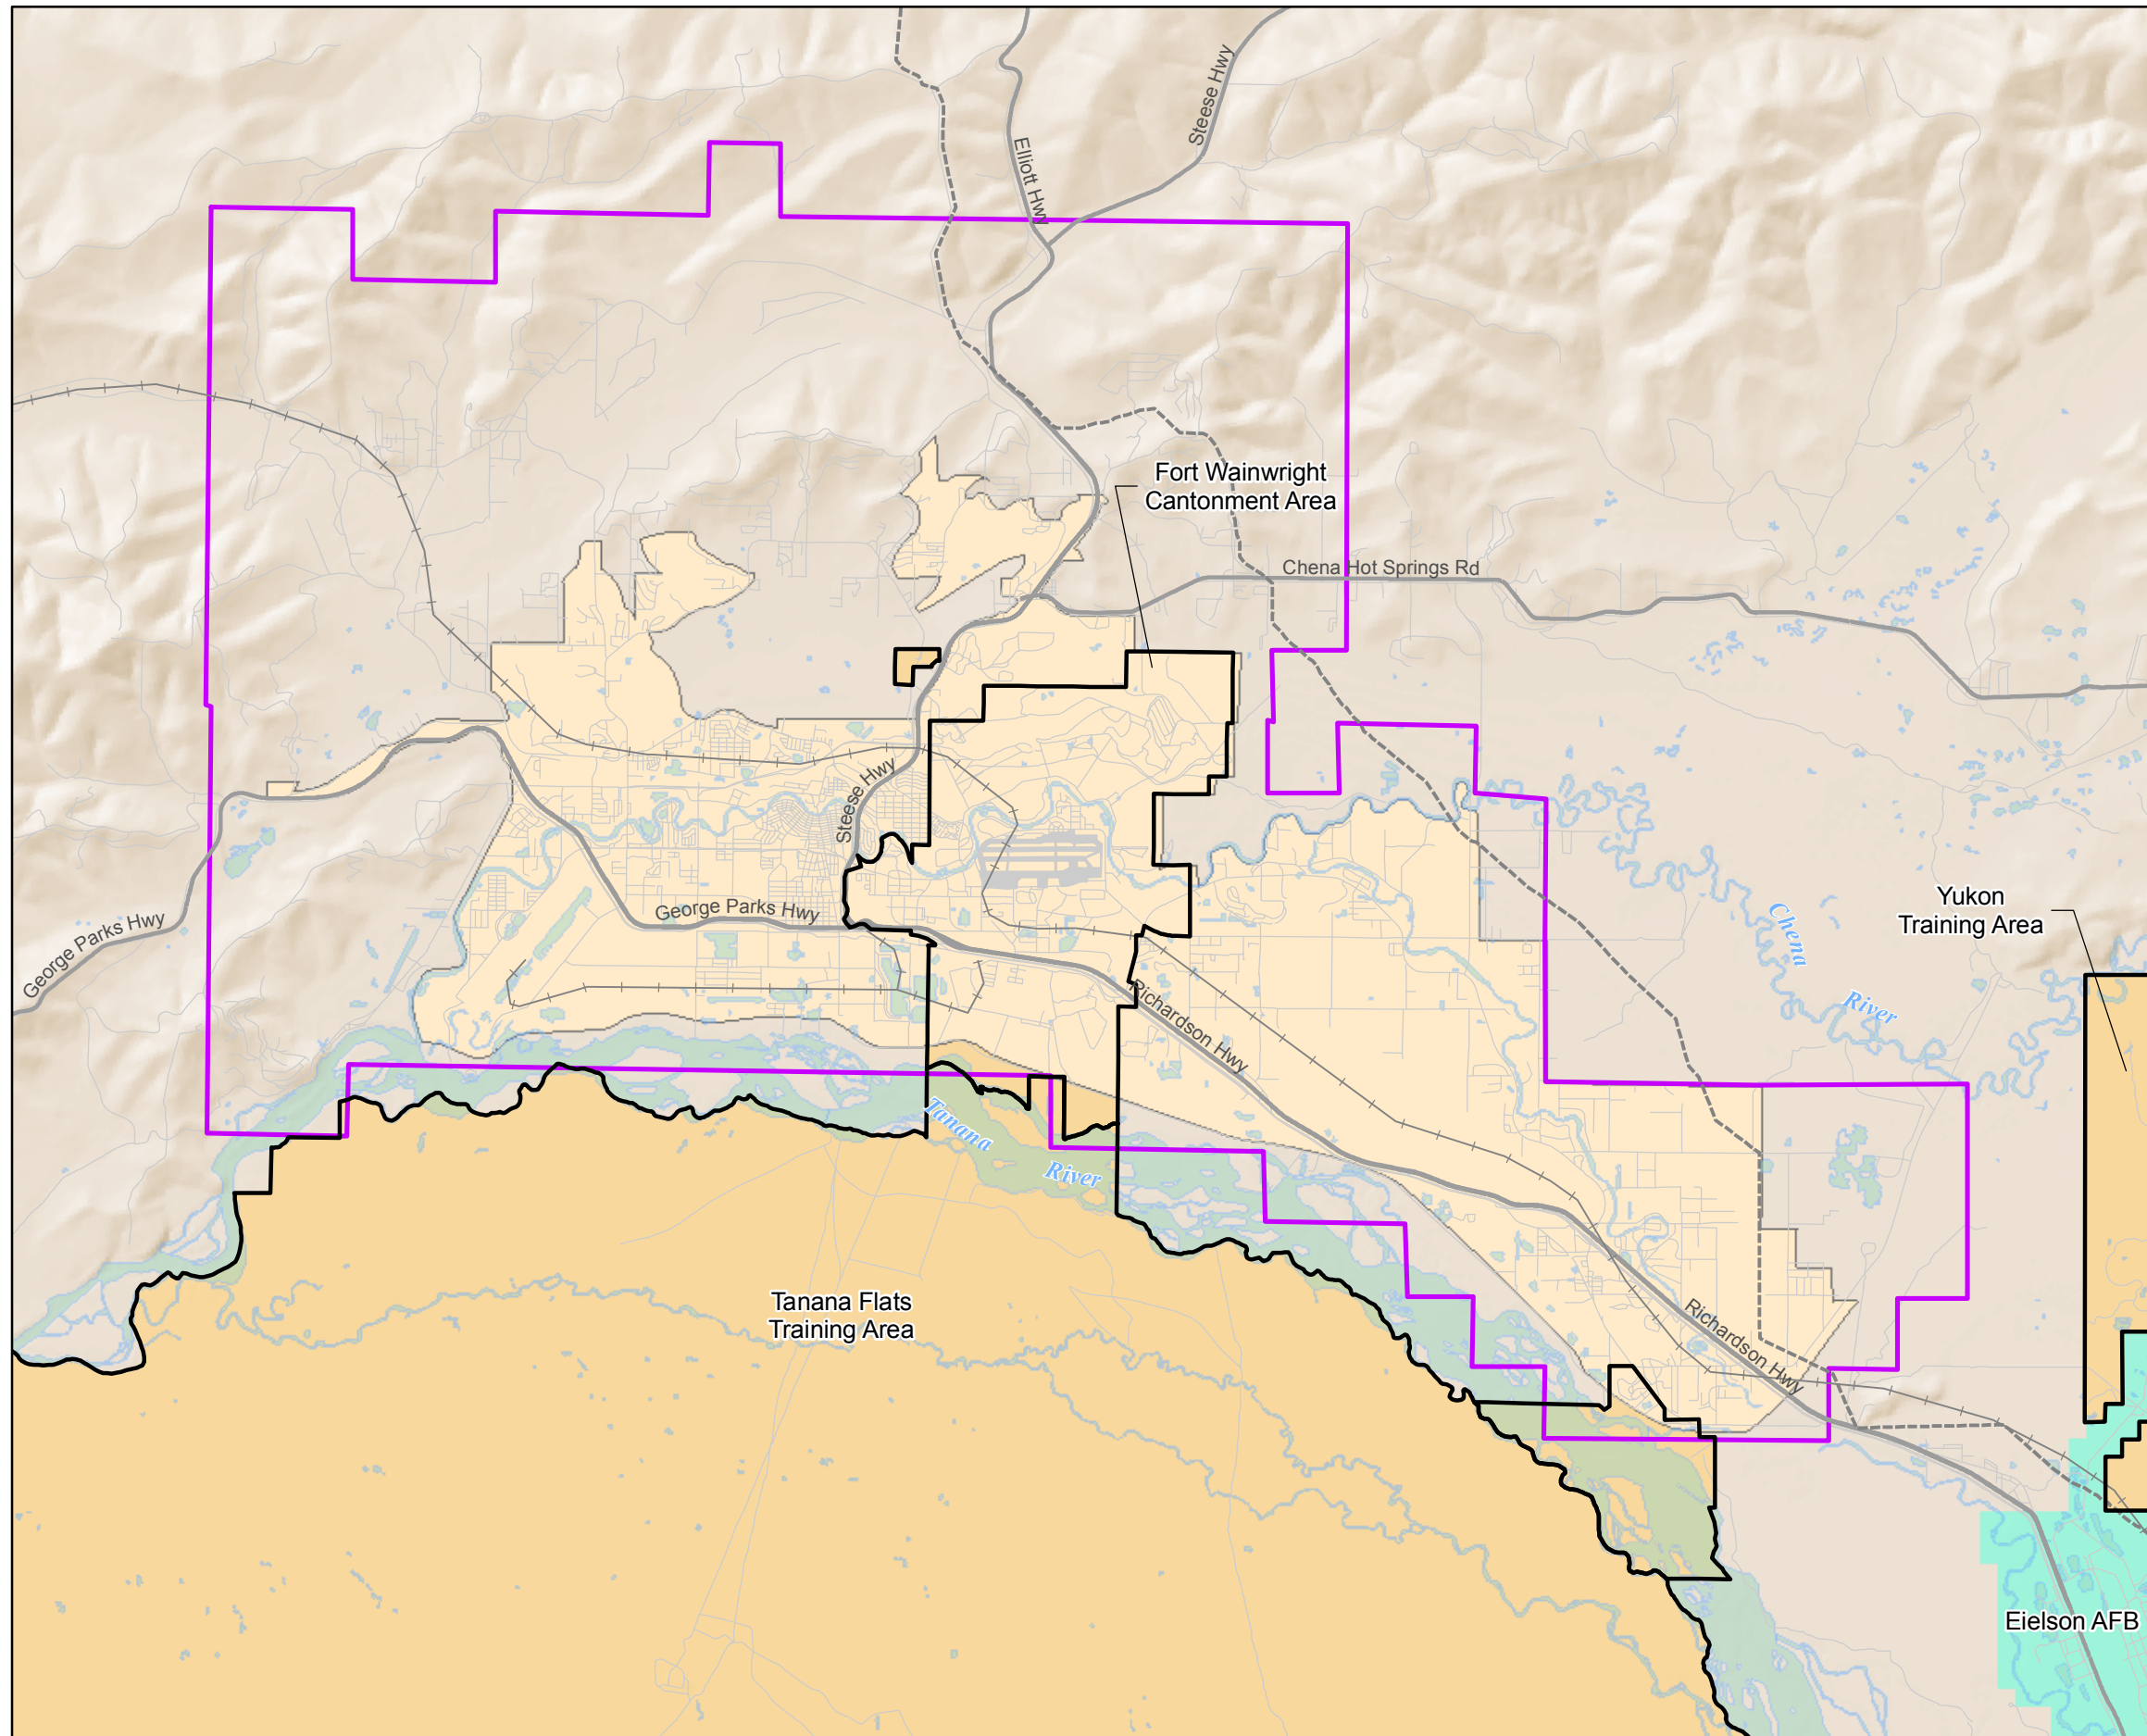 Steese Hwy
Elliott Hwy
Fort Wainwright
Cantonment Area
Chena Hot Springs Rd
Steese Hwy
George Parks Hwy
George Parks Hwy
Yukon
Training Area
Chena
River
Richardson Hwy
Tanana
River
Tanana Flats
Training Area
Richardson Hwy
Eielson AFB